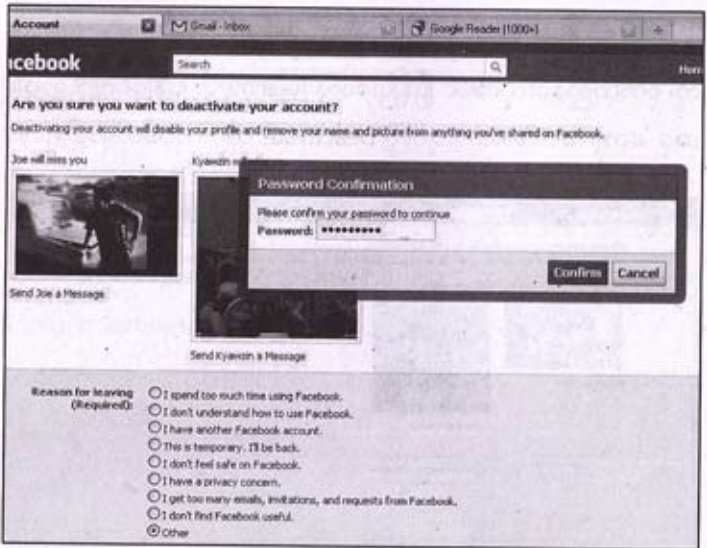 Account
Gmail - Inbox
Google Reader (1000+)
acebook
Search
Hom
Are you sure you want to deactivate your account?
Deactivating your account will disable your profile and remove your name and picture from anything you've shared on Facebook.
Joe will miss you
Kyawzin
Password Confirmation
Please confirm your password to continue
Password: •••••••••
Confirm Cancel
Send Joe a Message
Send Kyawzin a Message
Reason for leaving
(Required):
I spend too much time using Facebook.
I don't understand how to use Facebook.
I have another Facebook account.
This is temporary. I'll be back.
I don't feel safe on Facebook.
I have a privacy concern.
I get too many emails, invitations, and requests from Facebook.
I don't find Facebook useful.
Other